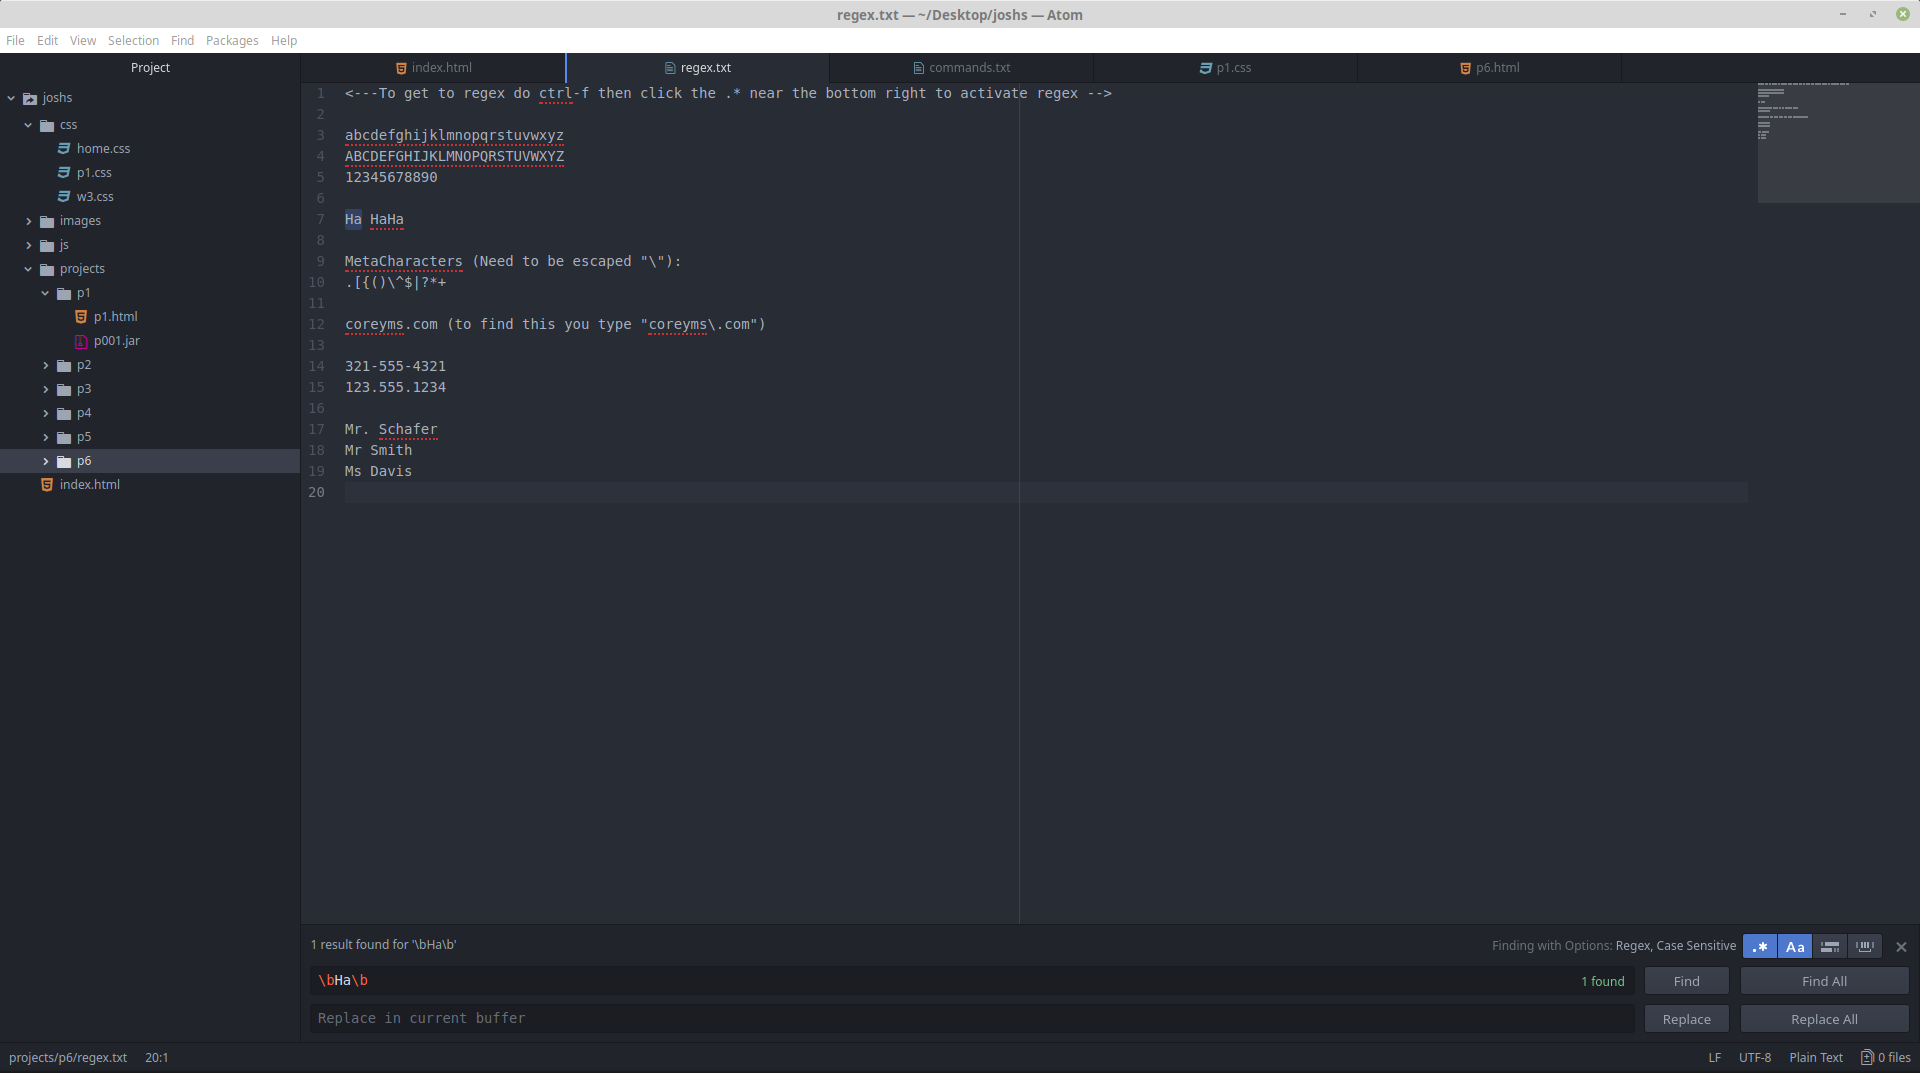 regex.txt — ~/Desktop/joshs — Atom
File Edit View Selection Find Packages Help
Project
joshs
css
home.css
p1.css
w3.css
images
js
projects
p1
p1.html
p001.jar
p2
p3
p4
p5
p6
index.html
index.html regex.txt commands.txt p1.css p6.html
1 <---To get to regex do ctrl-f then click the .* near the bottom right to activate regex -->
2
3 abcdefghijklmnopqrstuvwxyz
4 ABCDEFGHIJKLMNOPQRSTUVWXYZ
5 12345678890
6
7 Ha HaHa
8
9 MetaCharacters (Need to be escaped "\"):
10 .[{()\^$|?*+
11
12 coreyms.com (to find this you type "coreyms\.com")
13
14 321-555-4321
15 123.555.1234
16
17 Mr. Schafer
18 Mr Smith
19 Ms Davis
20
1 result found for '\bHa\b'
Finding with Options: Regex, Case Sensitive .* Aa
\bHa\b 1 found Find Find All
Replace in current buffer Replace Replace All
projects/p6/regex.txt 20:1 LF UTF-8 Plain Text 0 files